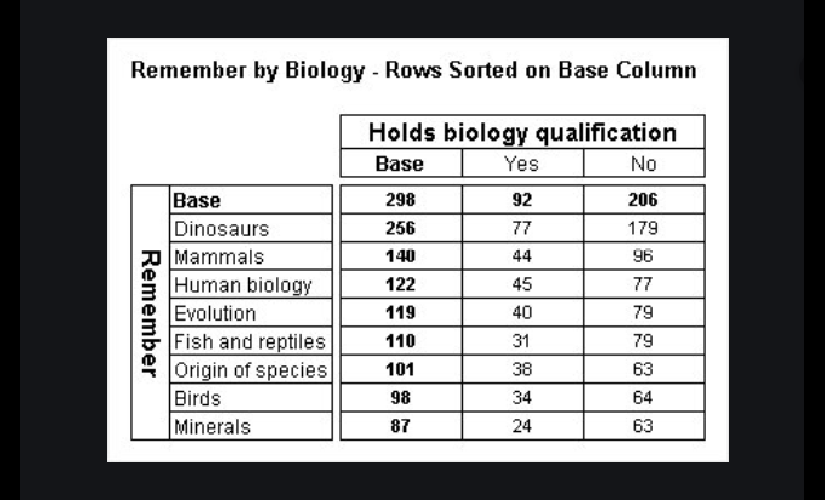 Remember by Biology - Rows Sorted on Base Column
Holds biology qualification
Base Yes No
Remember
Base 298 92 206
Dinosaurs 256 77 179
Mammals 140 44 96
Human biology 122 45 77
Evolution 119 40 79
Fish and reptiles 110 31 79
Origin of species 101 38 63
Birds 98 34 64
Minerals 87 24 63